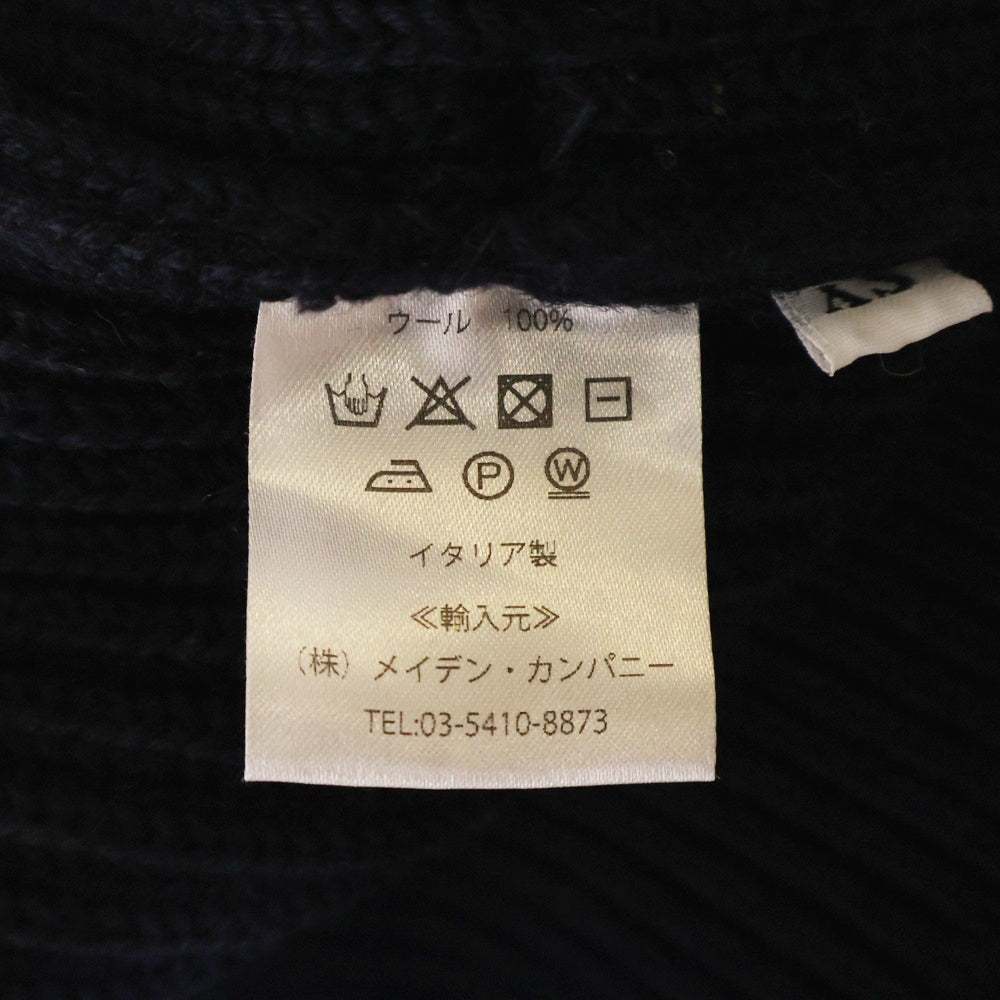 ウール 100%
P W
イタリア製
≪輸入元≫
（株）メイデン・カンパニー
TEL:03-5410-8873